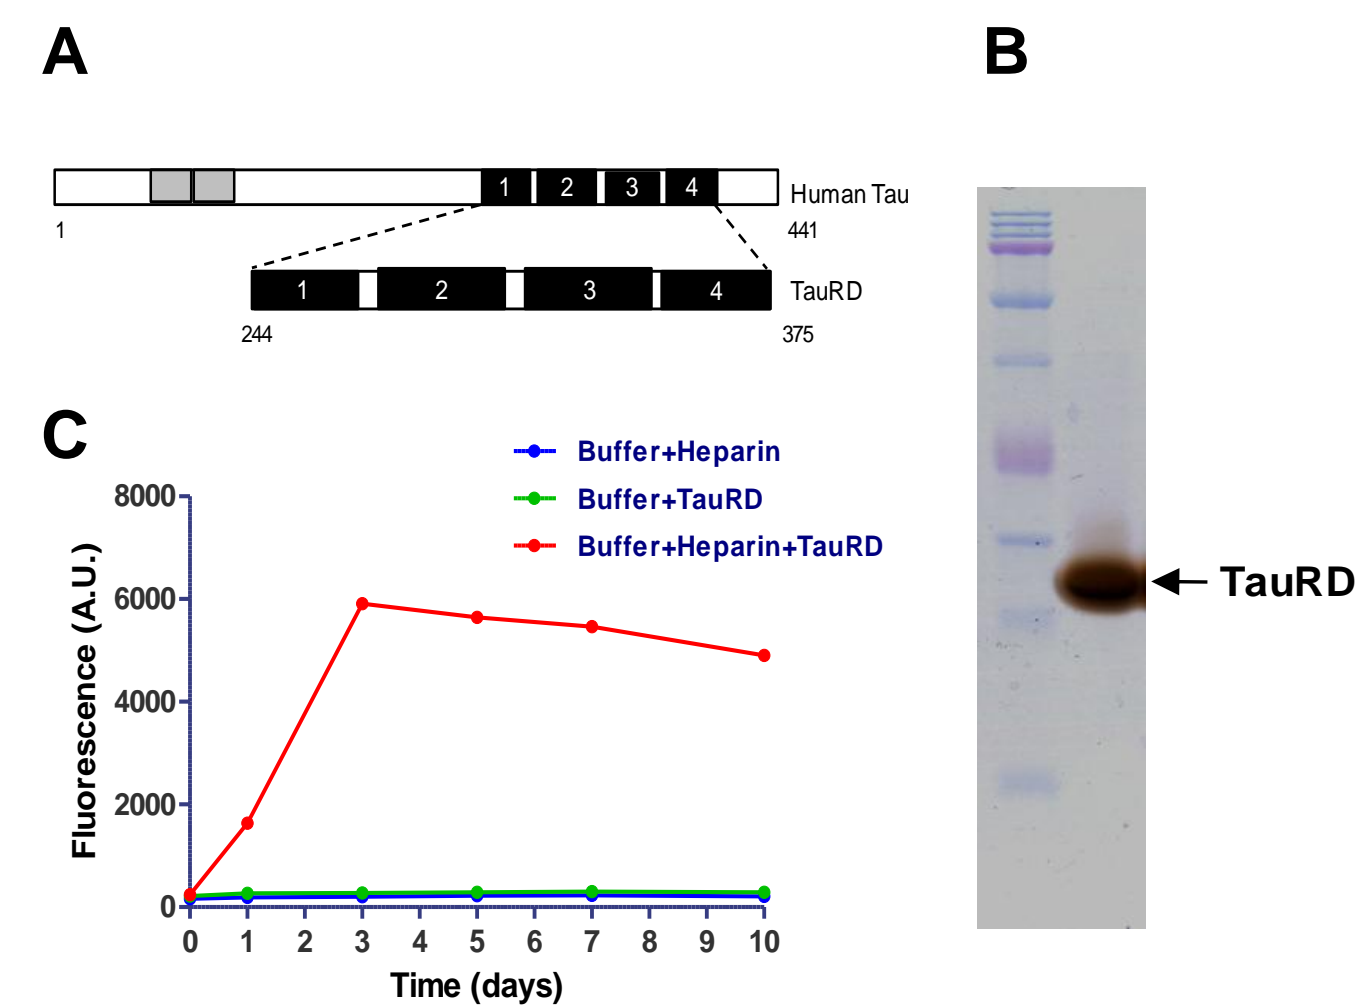 A
B
1 2 3 4
Human Tau
1
441
1 2 3 4
TauRD
244
375
C
Buffer+Heparin
Buffer+TauRD
Buffer+Heparin+TauRD
8000
6000
4000
2000
0
Fluorescence (A.U.)
0 1 2 3 4 5 6 7 8 9 10
Time (days)
TauRD